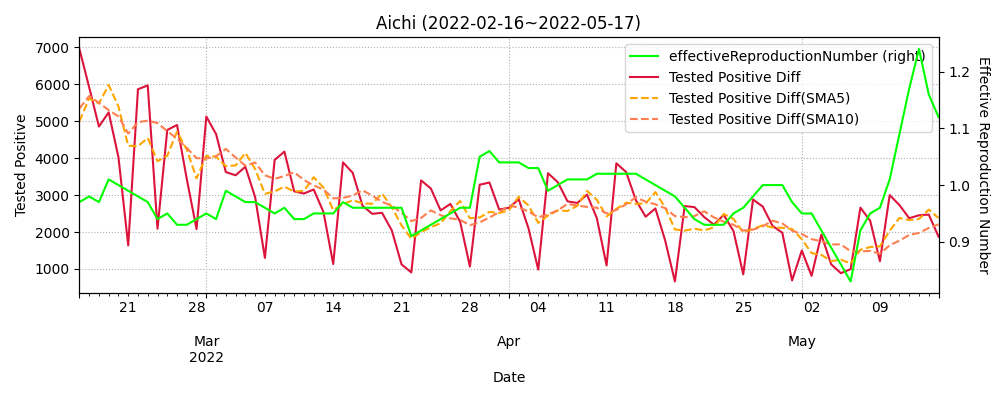 Aichi (2022-02-16~2022-05-17)
effectiveReproductionNumber (right)
Tested Positive Diff
Tested Positive Diff(SMA5)
Tested Positive Diff(SMA10)
Tested Positive
7000
6000
5000
4000
3000
2000
1000
Effective Reproduction Number
1.2
1.1
1.0
0.9
21 28 07 14 21 28 04 11 18 25 02 09
Mar Apr May
2022
Date